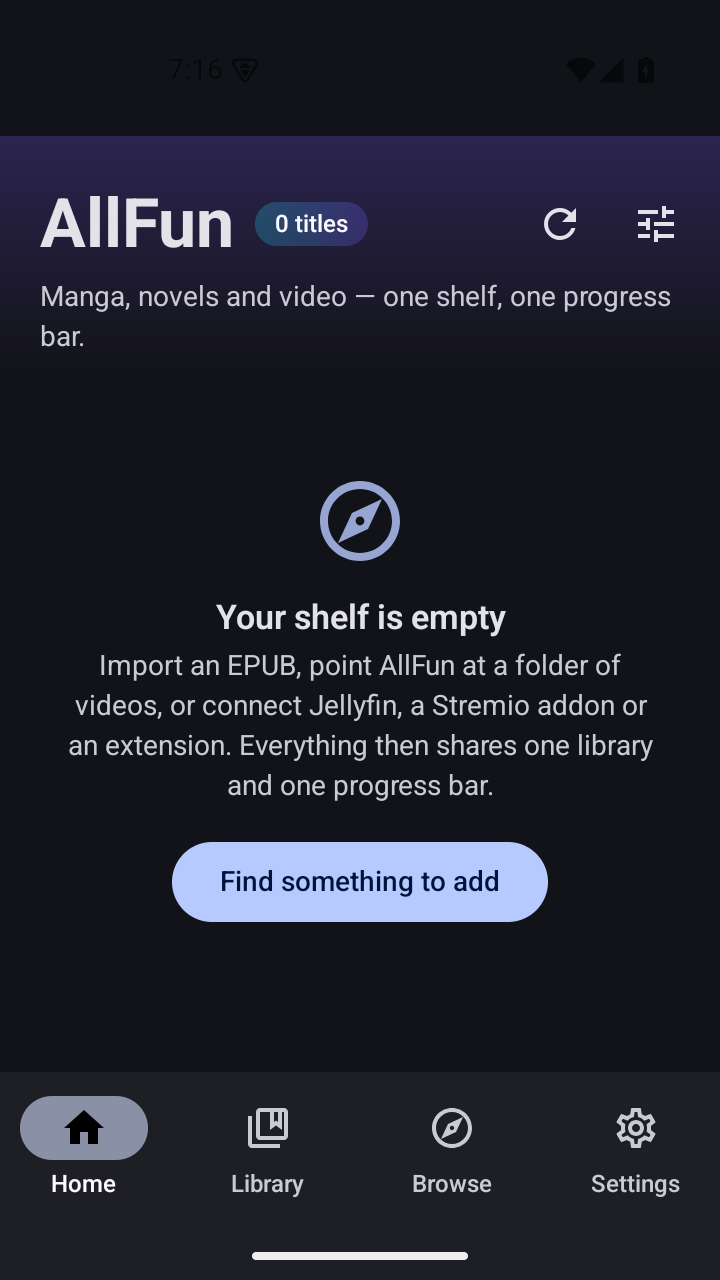 7:16
AllFun
0 titles
Manga, novels and video — one shelf, one progress
bar.
Your shelf is empty
Import an EPUB, point AllFun at a folder of
videos, or connect Jellyfin, a Stremio addon or
an extension. Everything then shares one library
and one progress bar.
Find something to add
Home
Library
Browse
Settings